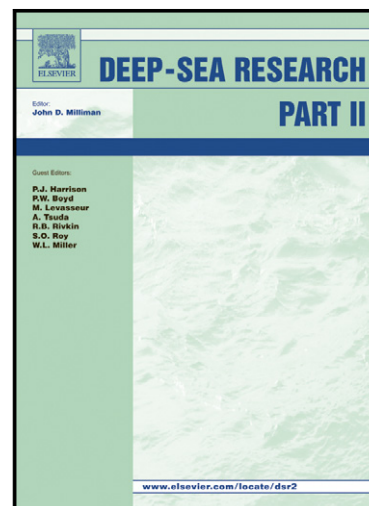 ELSEVIER
DEEP-SEA RESEARCH
PART II
Editor:
John D. Milliman
Guest Editors:
P.J. Harrison
P.W. Boyd
M. Levasseur
A. Tsuda
R.B. Rivkin
S.O. Roy
W.L. Miller
www.elsevier.com/locate/dsr2